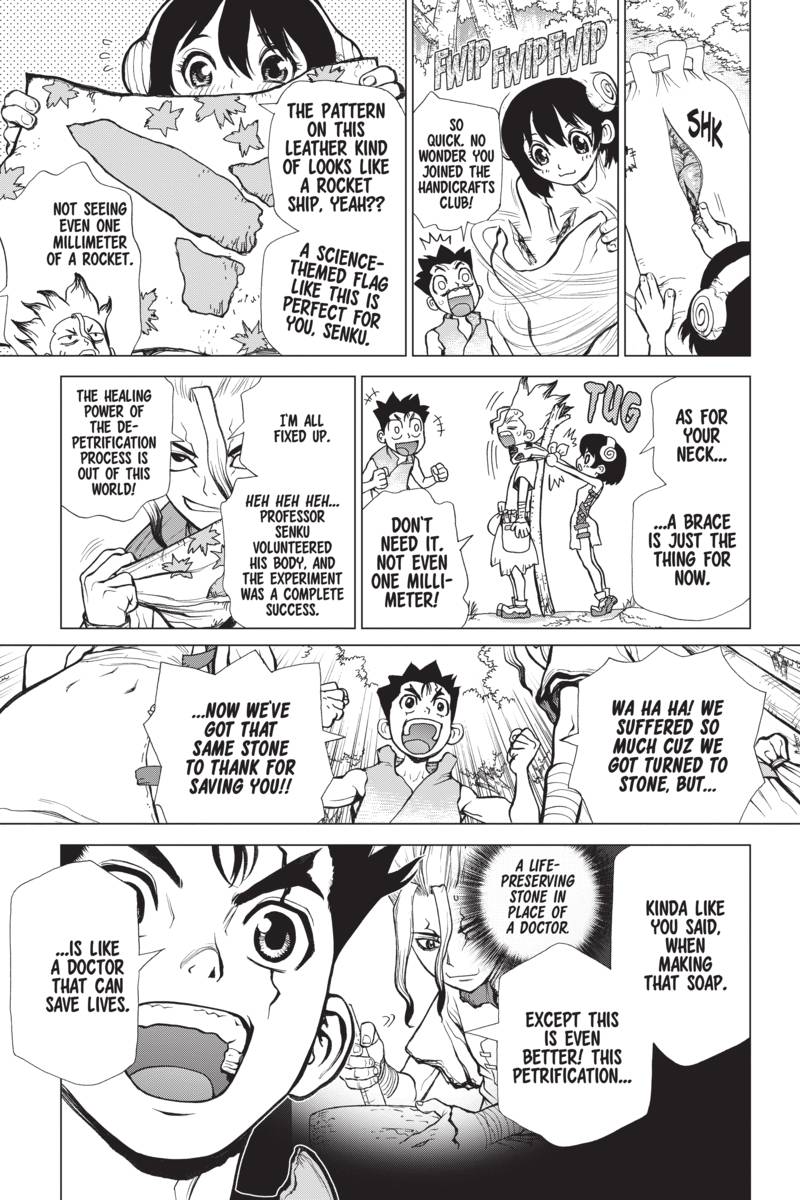 SHK
FWIP FWIPFWIP
SO
QUICK. NO
WONDER YOU
JOINED THE
HANDICRAFTS
CLUB!
THE PATTERN
ON THIS
LEATHER KIND
OF LOOKS LIKE
A ROCKET
SHIP, YEAH??
A SCIENCE-
THEMED FLAG
LIKE THIS IS
PERFECT FOR
YOU, SENKU.
NOT SEEING
EVEN ONE
MILLIMETER
OF A ROCKET.
AS FOR
YOUR
NECK...
...A BRACE
IS JUST THE
THING FOR
NOW.
TUG
DON'T
NEED IT.
NOT EVEN
ONE MILLI-
METER!
I'M ALL
FIXED UP.
HEH HEH HEH...
PROFESSOR
SENKU
VOLUNTEERED
HIS BODY, AND
THE EXPERIMENT
WAS A COMPLETE
SUCCESS.
THE HEALING
POWER OF
THE DE-
PETRIFICATION
PROCESS IS
OUT OF THIS
WORLD!
WA HA HA! WE
SUFFERED SO
MUCH CUZ WE
GOT TURNED TO
STONE, BUT...
...NOW WE'VE
GOT THAT
SAME STONE
TO THANK FOR
SAVING YOU!!
KINDA LIKE
YOU SAID,
WHEN
MAKING
THAT SOAP.
A LIFE-
PRESERVING
STONE IN
PLACE OF
A DOCTOR
EXCEPT THIS
IS EVEN
BETTER! THIS
PETRIFICATION...
...IS LIKE
A DOCTOR
THAT CAN
SAVE LIVES.